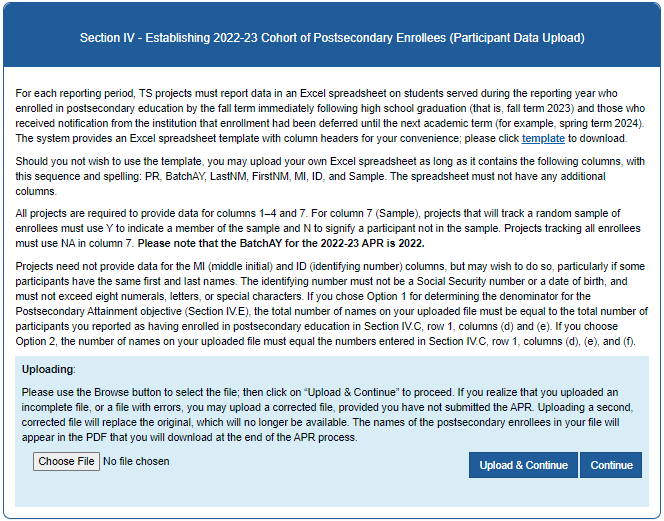 Section IV - Establishing 2022-23 Cohort of Postsecondary Enrollees (Participant Data Upload)
For each reporting period, TS projects must report data in an Excel spreadsheet on students served during the reporting year who
enrolled in postsecondary education by the fall term immediately following high school graduation (that is, fall term 2023) and those who
received notification from the institution that enrollment had been deferred until the next academic term (for example, spring term 2024).
The system provides an Excel spreadsheet template with column headers for your convenience; please click template to download.
Should you not wish to use the template, you may upload your own Excel spreadsheet as long as it contains the following columns, with
this sequence and spelling: PR, BatchAY, LastNM, FirstNM, MI, ID, and Sample. The spreadsheet must not have any additional
columns.
All projects are required to provide data for columns 1–4 and 7. For column 7 (Sample), projects that will track a random sample of
enrollees must use Y to indicate a member of the sample and N to signify a participant not in the sample. Projects tracking all enrollees
must use NA in column 7. Please note that the BatchAY for the 2022-23 APR is 2022.
Projects need not provide data for the MI (middle initial) and ID (identifying number) columns, but may wish to do so, particularly if some
participants have the same first and last names. The identifying number must not be a Social Security number or a date of birth, and
must not exceed eight numerals, letters, or special characters. If you chose Option 1 for determining the denominator for the
Postsecondary Attainment objective (Section IV.E), the total number of names on your uploaded file must be equal to the total number of
participants you reported as having enrolled in postsecondary education in Section IV.C, row 1, columns (d) and (e). If you choose
Option 2, the number of names on your uploaded file must equal the numbers entered in Section IV.C, row 1, columns (d), (e), and (f).
Uploading:
Please use the Browse button to select the file; then click on “Upload & Continue” to proceed. If you realize that you uploaded an
incomplete file, or a file with errors, you may upload a corrected file, provided you have not submitted the APR. Uploading a second,
corrected file will replace the original, which will no longer be available. The names of the postsecondary enrollees in your file will
appear in the PDF that you will download at the end of the APR process.
Choose File No file chosen
Upload & Continue
Continue